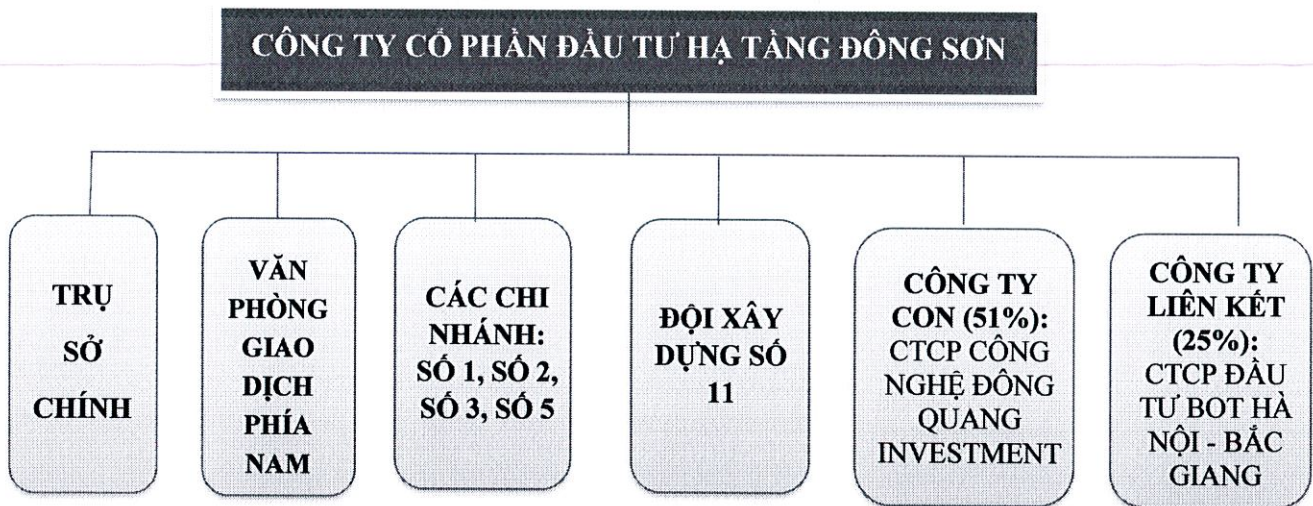 CÔNG TY CỔ PHẦN ĐẦU TƯ HẠ TẦNG ĐÔNG SƠN
TRỤ
SỞ
CHÍNH
VĂN
PHÒNG
GIAO
DỊCH
PHÍA
NAM
CÁC CHI
NHÁNH:
SỐ 1, SỐ 2,
SỐ 3, SỐ 5
ĐỘI XÂY
DỰNG SỐ
11
CÔNG TY
CON (51%):
CTCP CÔNG
NGHỆ ĐÔNG
QUANG
INVESTMENT
CÔNG TY
LIÊN KẾT
(25%):
CTCP ĐẦU
TƯ BOT HÀ
NỘI - BẮC
GIANG